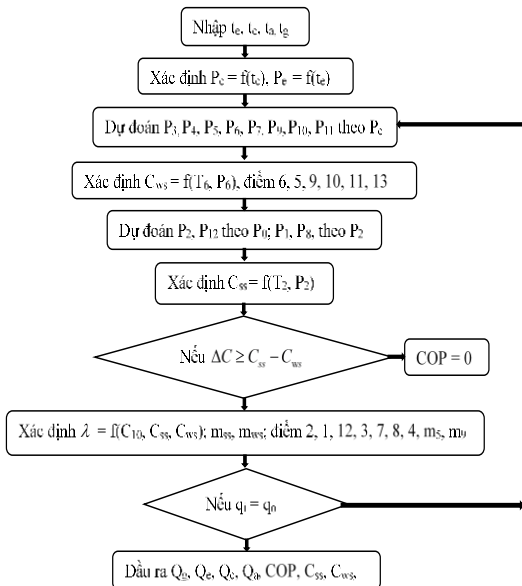 Nhập te, tc, ta, tg
Xác định Pc = f(tc), Pe = f(te)
Dự đoán P3, P4, P5, P6, P7, P9, P10, P11 theo Pc
Xác định Cws = f(T6, P6), điểm 6, 5, 9, 10, 11, 13
Dự đoán P2, P12 theo P0; P1, P8, theo P2
Xác định Css = f(T2, P2)
Nếu ΔC ≥ Css − Cws
COP = 0
Xác định λ = f(C10, Css, Cws); mss, mws; điểm 2, 1, 12, 3, 7, 8, 4, m5, m9
Nếu q1 = q0
Dầu ra Qg, Qe, Qc, Qa, COP, Css, Cws,